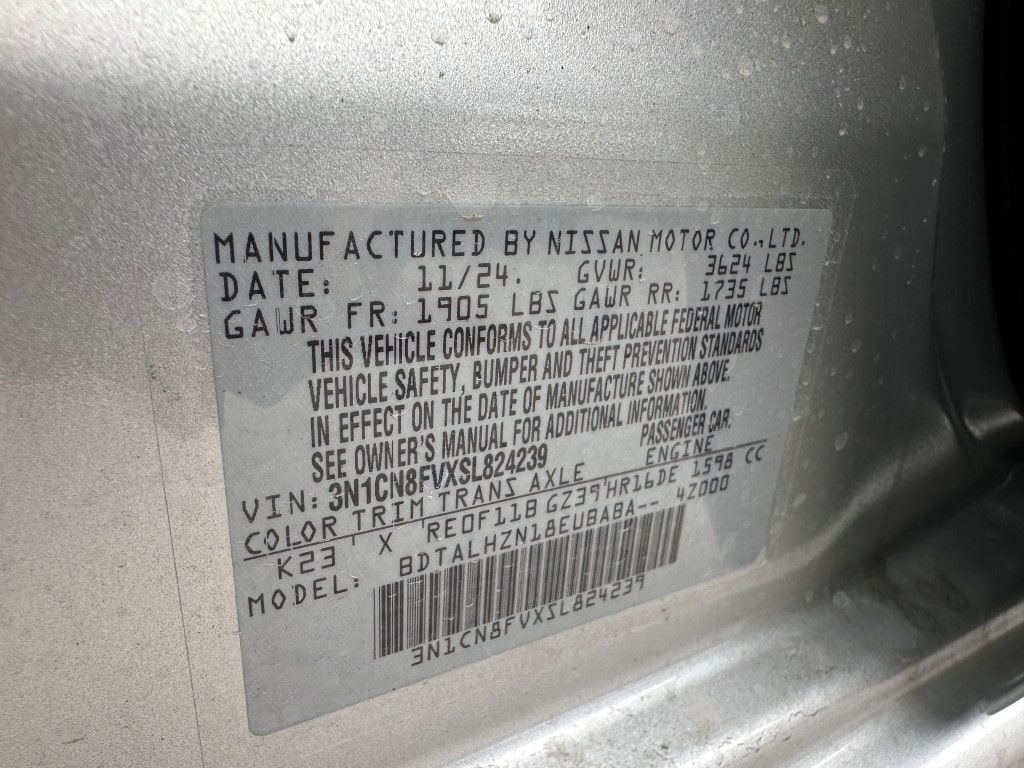 MANUFACTURED BY NISSAN MOTOR CO.,LTD.
DATE: 11/24. GVWR: 3624 LBS
GAWR FR: 1905 LBS GAWR RR: 1735 LBS
THIS VEHICLE CONFORMS TO ALL APPLICABLE FEDERAL MOTOR
VEHICLE SAFETY, BUMPER AND THEFT PREVENTION STANDARDS
IN EFFECT ON THE DATE OF MANUFACTURE SHOWN ABOVE.
SEE OWNER'S MANUAL FOR ADDITIONAL INFORMATION.
VIN: 3N1CN8FVXSL824239 PASSENGER CAR.
COLOR TRIM TRANS AXLE ENGINE
K23 ' X 'RE0F11B GZ39'HR16DE 1598 CC
MODEL: BDTALHZN18EUBABA-- 42000
3N1CN8FVXSL824239